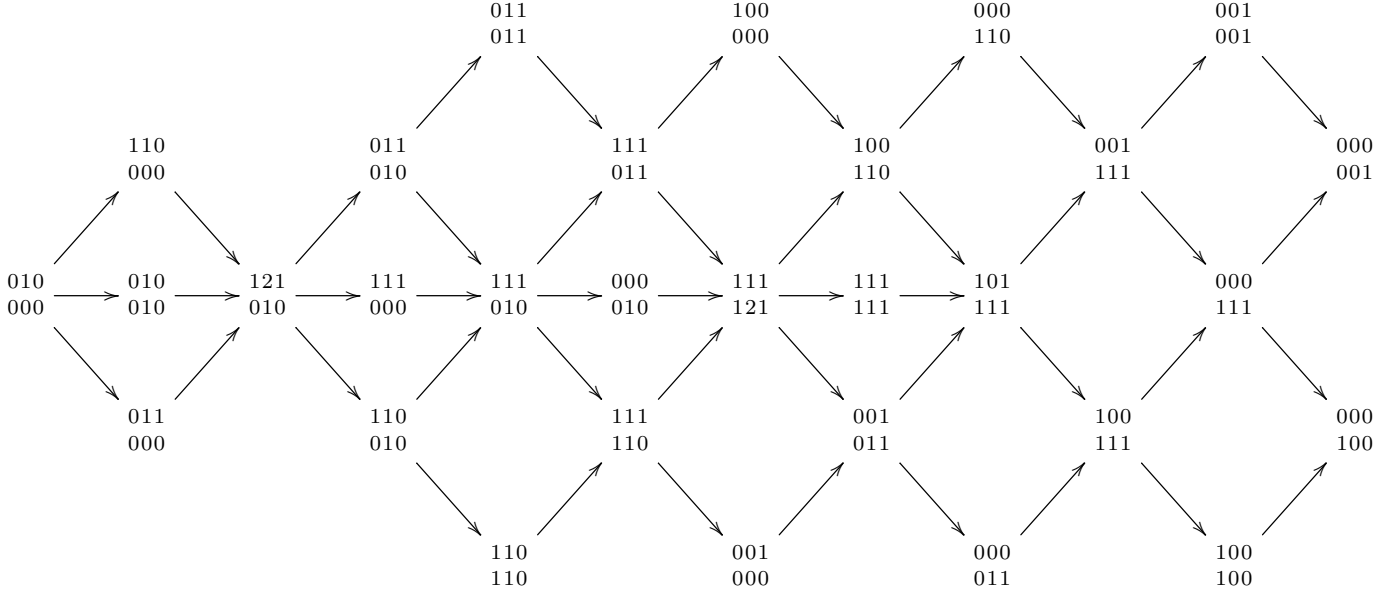 011 100 000 001
011 000 110 001
110 011 111 100 001 000
000 010 011 110 111 001
010 010 121 111 111 000 111 111 101 000
000 010 010 000 010 010 121 111 111 111
011 110 111 001 100 000
000 010 110 011 111 100
110 001 000 100
110 000 011 100